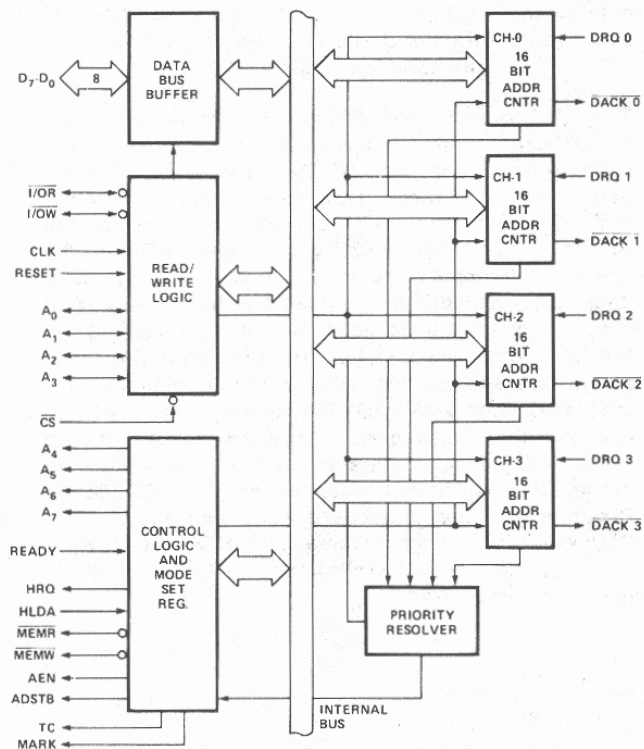 D7-D0
8
DATA
BUS
BUFFER
I/OR
I/OW
CLK
RESET
A0
A1
A2
A3
CS
READ/
WRITE
LOGIC
A4
A5
A6
A7
READY
HRQ
HLDA
MEMR
MEMW
AEN
ADSTB
TC
MARK
CONTROL
LOGIC
AND
MODE
SET
REG.
INTERNAL
BUS
CH-0
16
BIT
ADDR
CNTR
DRQ 0
DACK 0
CH-1
16
BIT
ADDR
CNTR
DRQ 1
DACK 1
CH-2
16
BIT
ADDR
CNTR
DRQ 2
DACK 2
CH-3
16
BIT
ADDR
CNTR
DRQ 3
DACK 3
PRIORITY
RESOLVER